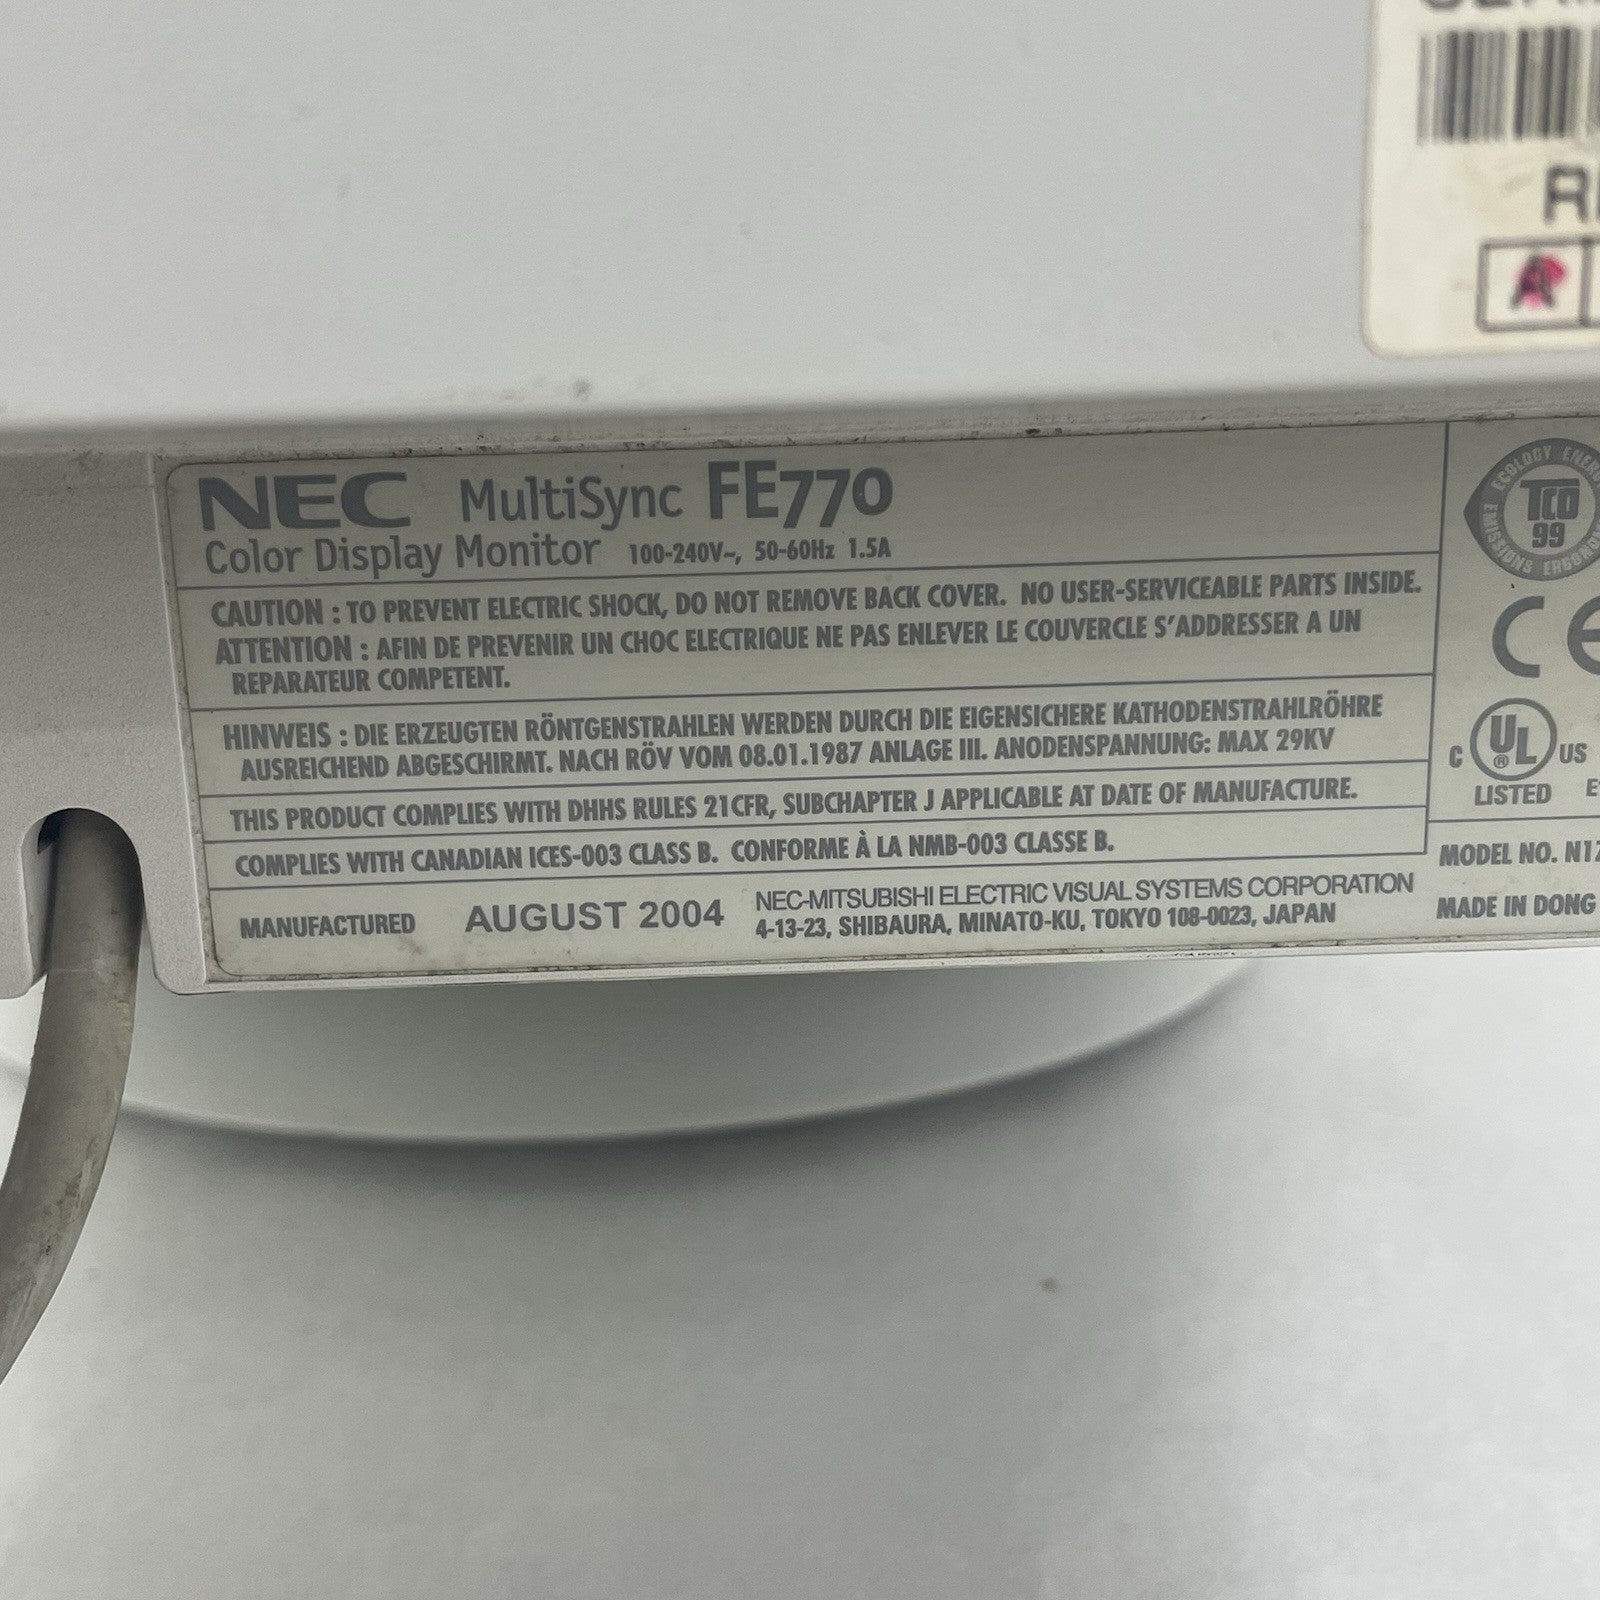 A
NEC MultiSync FE770
Color Display Monitor 100-240V~, 50-60Hz 1.5A
CAUTION : TO PREVENT ELECTRIC SHOCK, DO NOT REMOVE BACK COVER. NO USER-SERVICEABLE PARTS INSIDE.
ATTENTION : AFIN DE PREVENIR UN CHOC ELECTRIQUE NE PAS ENLEVER LE COUVERCLE S'ADDRESSER A UN
REPARATEUR COMPETENT.
HINWEIS : DIE ERZEUGTEN RÖNTGENSTRAHLEN WERDEN DURCH DIE EIGENSICHERE KATHODENSTRAHLRÖHRE
AUSREICHEND ABGESCHIRMT. NACH RÖV VOM 08.01.1987 ANLAGE III. ANODENSPANNUNG: MAX 29KV
THIS PRODUCT COMPLIES WITH DHHS RULES 21CFR, SUBCHAPTER J APPLICABLE AT DATE OF MANUFACTURE.
COMPLIES WITH CANADIAN ICES-003 CLASS B. CONFORME À LA NMB-003 CLASSE B.
MANUFACTURED AUGUST 2004
NEC-MITSUBISHI ELECTRIC VISUAL SYSTEMS CORPORATION
4-13-23, SHIBAURA, MINATO-KU, TOKYO 108-0023, JAPAN
ECOLOGY
EMISSIONS
TCO
99
CE
C UL® US
LISTED
MODEL NO.
MADE IN DONG